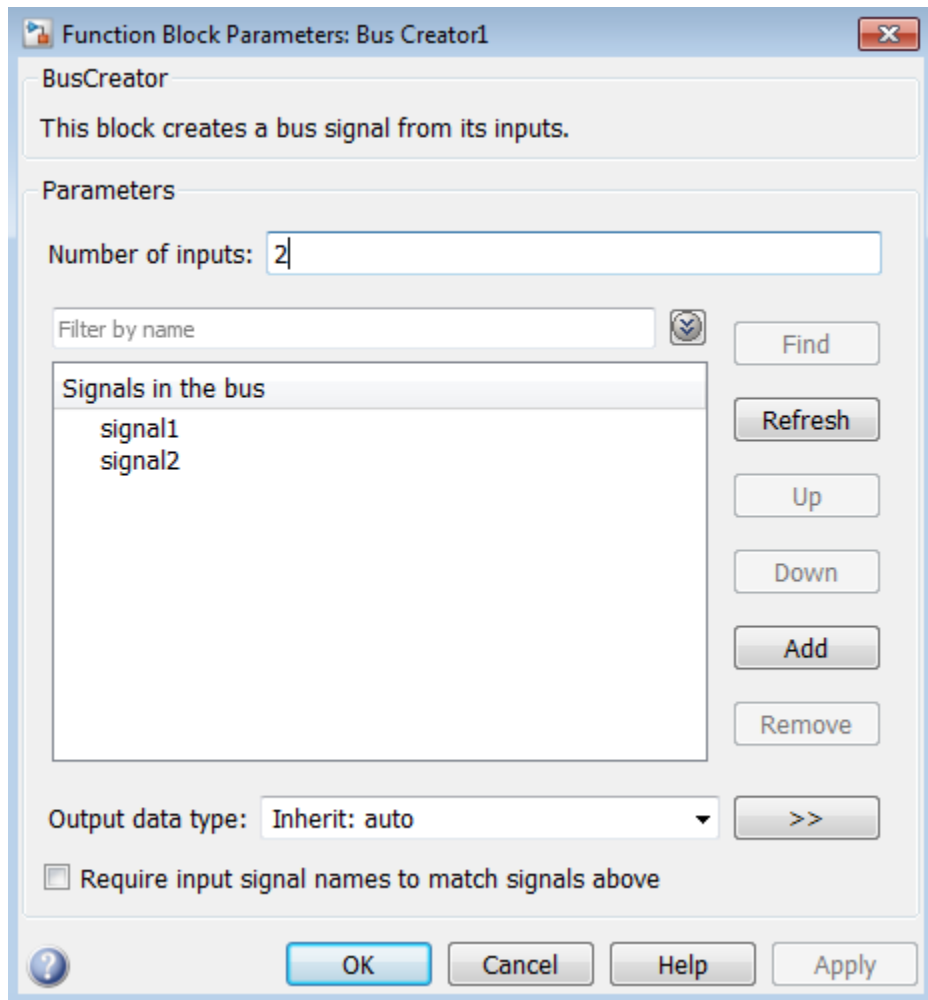 Function Block Parameters: Bus Creator1
BusCreator
This block creates a bus signal from its inputs.
Parameters
Number of inputs: 2
Filter by name
Find
Signals in the bus
signal1
signal2
Refresh
Up
Down
Add
Remove
Output data type: Inherit: auto >>
Require input signal names to match signals above
? OK Cancel Help Apply